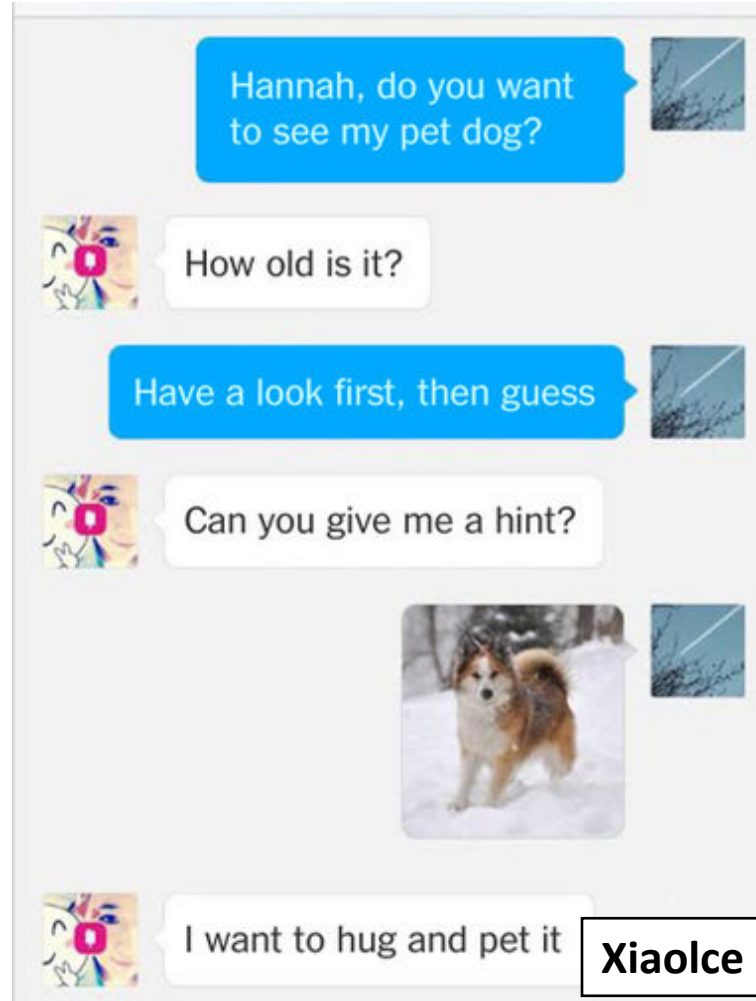 Hannah, do you want
to see my pet dog?
How old is it?
Have a look first, then guess
Can you give me a hint?
I want to hug and pet it
XiaoIce